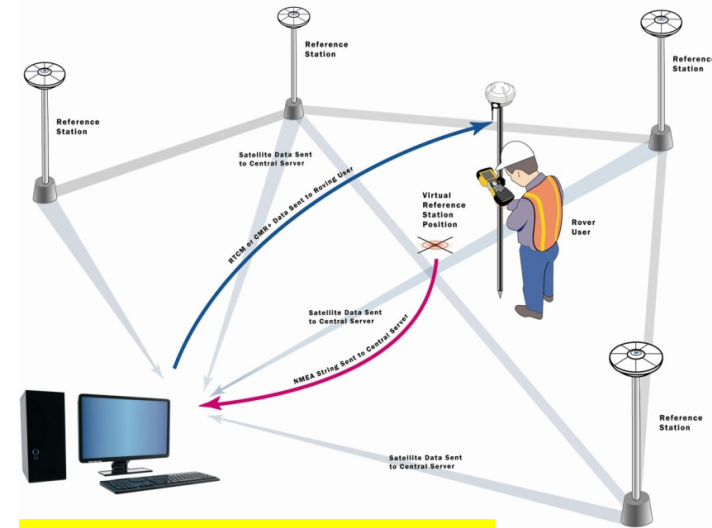 Reference
Station
Reference
Station
Reference
Station
Satellite Data Sent
to Central Server
RTCM or CMR+ Data Sent to Roving User
Virtual
Reference
Station
Position
Rover
User
Satellite Data Sent
to Central Server
NMEA String Sent to Central Server
Reference
Station
Satellite Data Sent
to Central Server